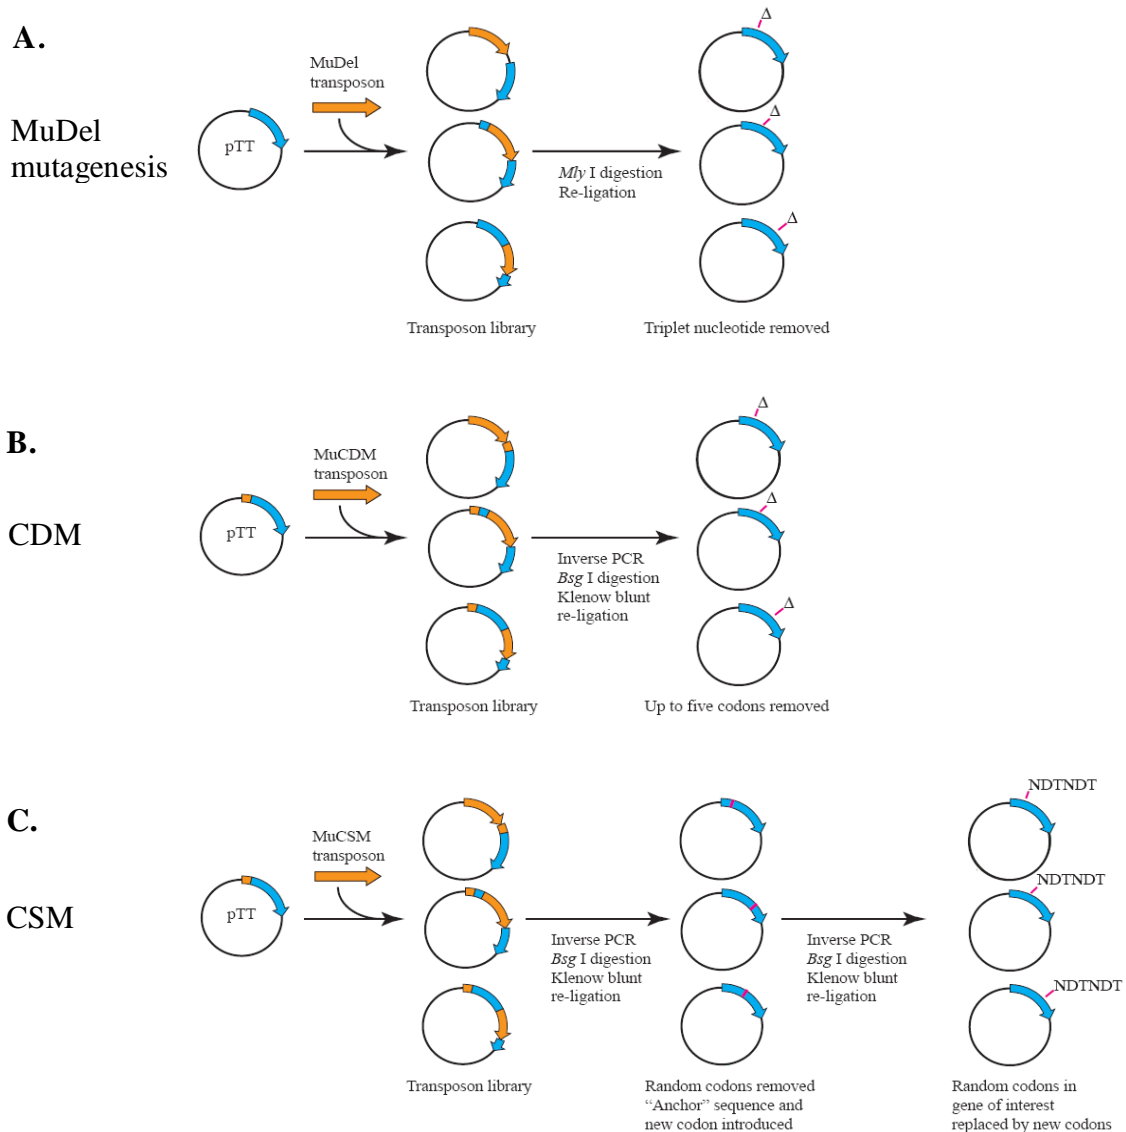 A.
MuDel
mutagenesis
pTT
MuDel
transposon
Transposon library
Mly I digestion
Re-ligation
Δ
Δ
Δ
Triplet nucleotide removed
B.
CDM
pTT
MuCDM
transposon
Transposon library
Inverse PCR
Bsg I digestion
Klenow blunt
re-ligation
Δ
Δ
Δ
Up to five codons removed
C.
CSM
pTT
MuCSM
transposon
Transposon library
Inverse PCR
Bsg I digestion
Klenow blunt
re-ligation
Random codons removed
“Anchor” sequence and
new codon introduced
Inverse PCR
Bsg I digestion
Klenow blunt
re-ligation
NDTNDT
NDTNDT
NDTNDT
Random codons in
gene of interest
replaced by new codons